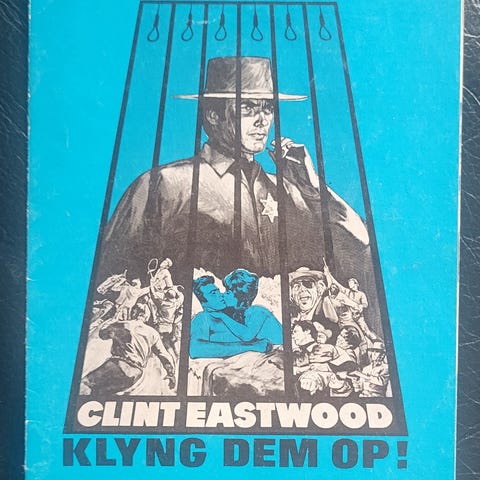 CLINT EASTWOOD
KLYNG DEM OP!